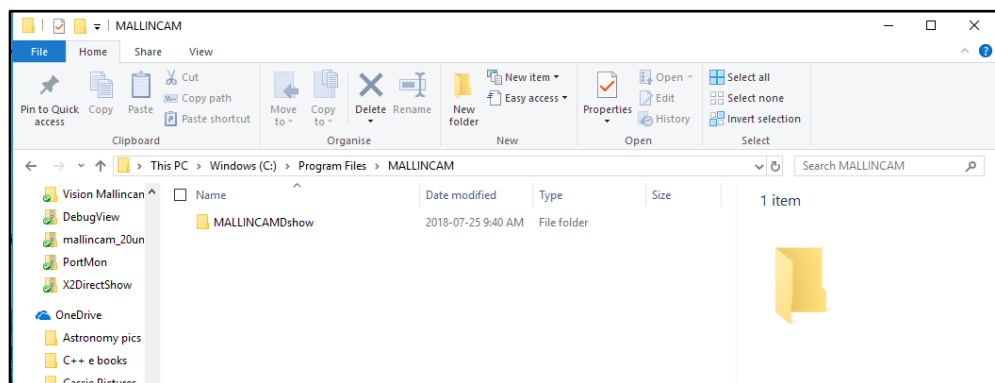 MALLINCAM
File Home Share View
Pin to Quick access
Copy
Paste
Cut
Copy path
Paste shortcut
Clipboard
Move to
Copy to
Delete
Rename
Organise
New folder
New item
Easy access
New
Properties
Open
Edit
History
Open
Select all
Select none
Invert selection
Select
This PC > Windows (C:) > Program Files > MALLINCAM
Search MALLINCAM
Vision Mallincan
DebugView
mallincam_20un
PortMon
X2DirectShow
OneDrive
Astronomy pics
C++ e books
Cassie Pictures
Name Date modified Type Size
MALLINCAMDshow 2018-07-25 9:40 AM File folder
1 item